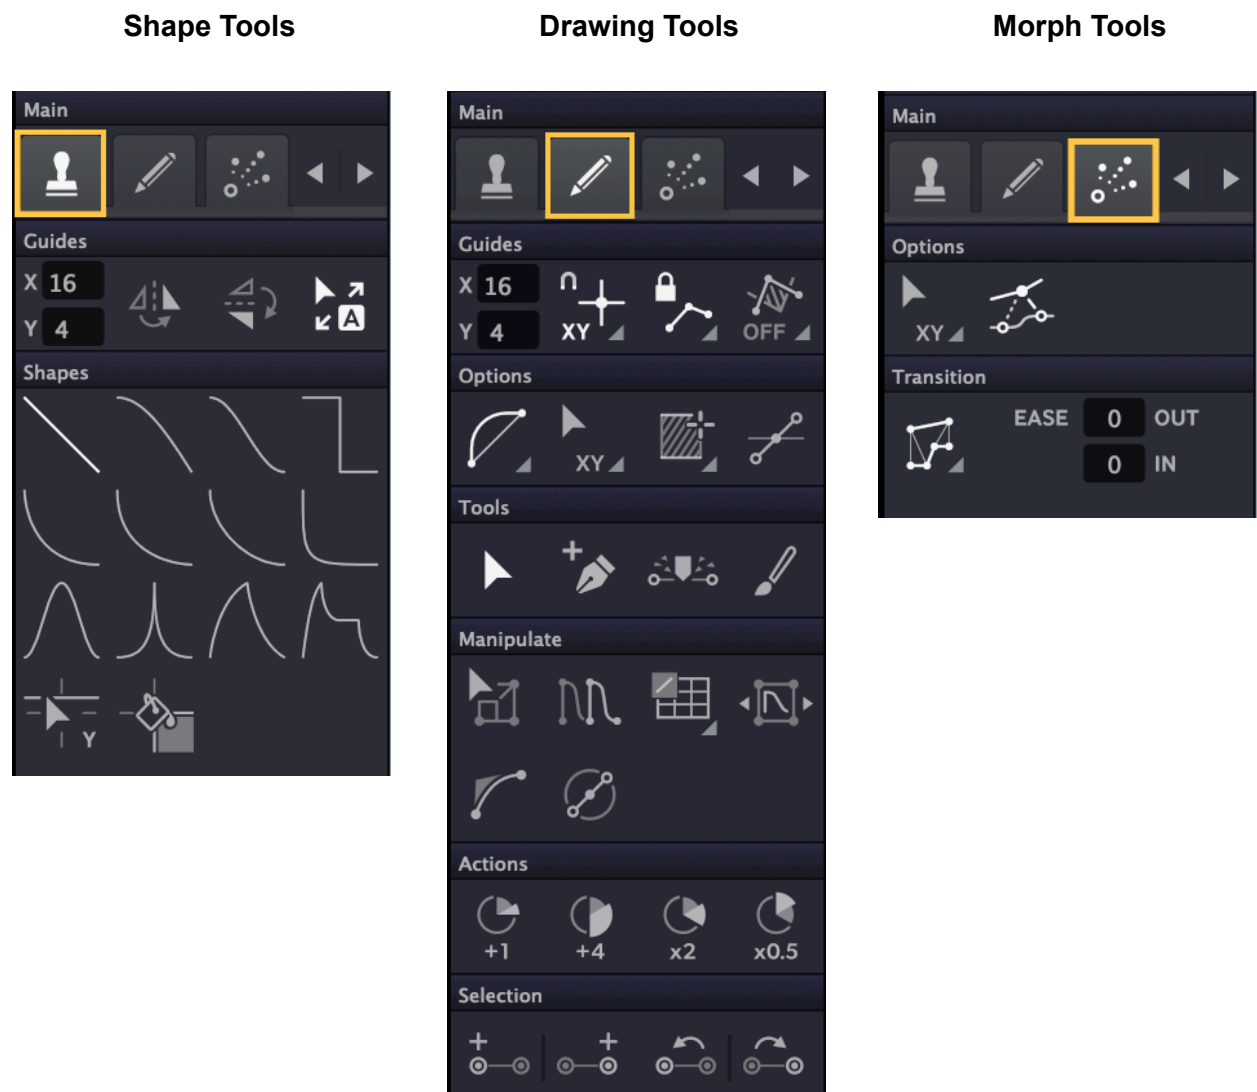 Shape Tools
Drawing Tools
Morph Tools
Main
Guides
X 16
Y 4
A
Shapes
Y
Main
Guides
X 16
Y 4
XY
OFF
Options
XY
Tools
Manipulate
Actions
+1
+4
x2
x0.5
Selection
Main
Options
XY
Transition
EASE 0 OUT
0 IN